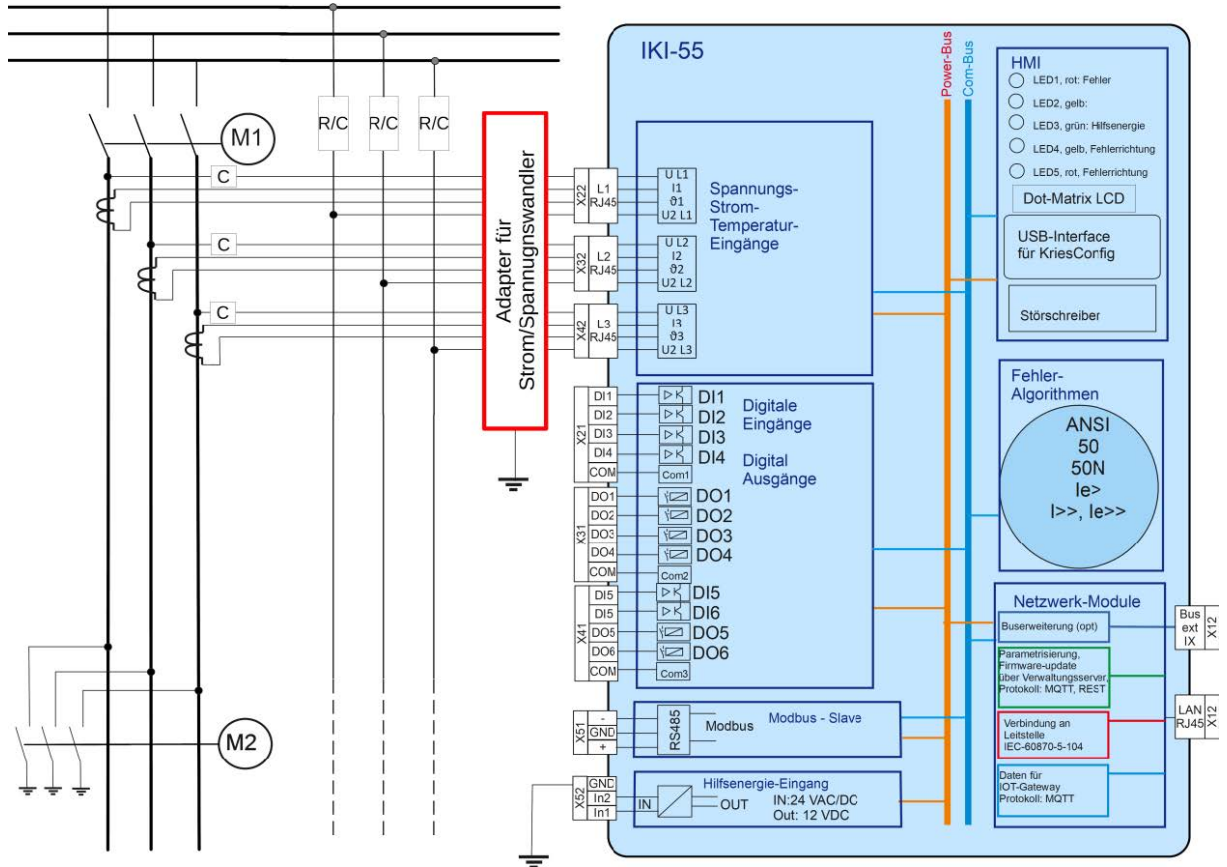 M1
M2
C
C
C
R/C
R/C
R/C
Adapter für
Strom/Spannugnswandler
IKI-55
Power-Bus
Com-Bus
X22
L1
RJ45
U L1
I1
ϑ1
U2 L1
X32
L2
RJ45
U L2
I2
ϑ2
U2 L2
X42
L3
RJ45
U L3
I3
ϑ3
U2 L3
Spannungs-
Strom-
Temperatur-
Eingänge
X21
DI1
DI2
DI3
DI4
COM
DI1
DI2
DI3
DI4
Com1
Digitale
Eingänge
Digital
Ausgänge
X31
DO1
DO2
DO3
DO4
COM
DO1
DO2
DO3
DO4
Com2
X41
DI5
DI5
DO5
DO6
COM
DI5
DI6
DO5
DO6
Com3
X51
-
GND
+
RS485
Modbus
Modbus - Slave
X52
GND
In2
In1
Hilfsenergie-Eingang
IN
OUT
IN:24 VAC/DC
Out: 12 VDC
HMI
LED1, rot: Fehler
LED2, gelb:
LED3, grün: Hilfsenergie
LED4, gelb, Fehlerrichtung
LED5, rot, Fehlerrichtung
Dot-Matrix LCD
USB-Interface
für KriesConfig
Störschreiber
Fehler-
Algorithmen
ANSI
50
50N
Ie>
I>>, Ie>>
Netzwerk-Module
Buserweiterung (opt)
Parametrisierung,
Firmware-update
über Verwaltungsserver,
Protokoll: MQTT, REST
Verbindung an
Leitstelle
IEC-60870-5-104
Daten für
IOT-Gateway
Protokoll: MQTT
Bus
ext
IX
X12
LAN
RJ45
X12